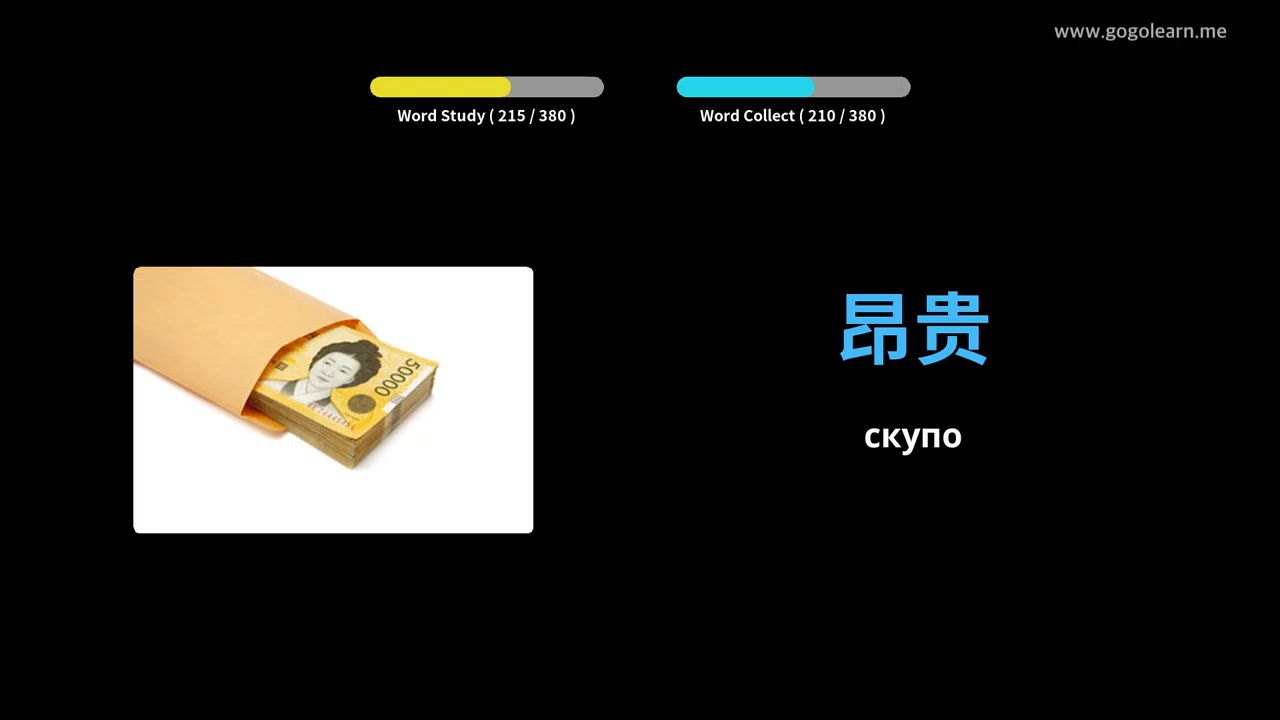 www.gogolearn.me
Word Study ( 215 / 380 )
Word Collect ( 210 / 380 )
50000
昂贵
скупо